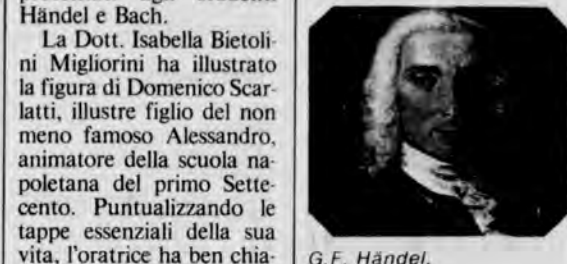 Händel e Bach.
La Dott. Isabella Bietoli-
ni Migliorini ha illustrato
la figura di Domenico Scar-
latti, illustre figlio del non
meno famoso Alessandro,
animatore della scuola na-
poletana del primo Sette-
cento. Puntualizzando le
tappe essenziali della sua
vita, l'oratrice ha ben chia-
G.F. Händel.